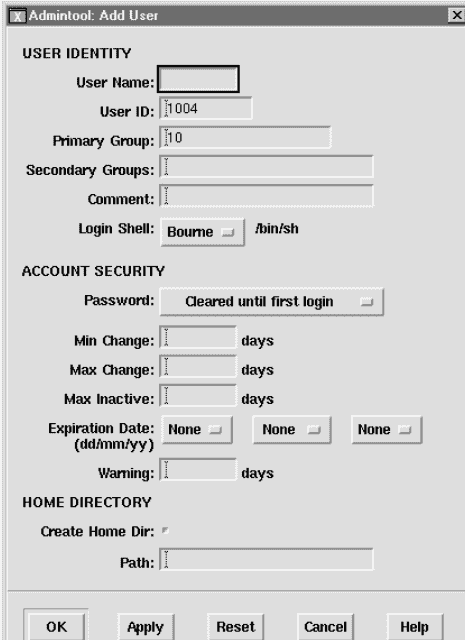 X Admintool: Add User X
USER IDENTITY
User Name:
User ID: 1004
Primary Group: 10
Secondary Groups:
Comment:
Login Shell: Bourne /bin/sh
ACCOUNT SECURITY
Password: Cleared until first login
Min Change: days
Max Change: days
Max Inactive: days
Expiration Date: None None None
(dd/mm/yy)
Warning: days
HOME DIRECTORY
Create Home Dir:
Path:
OK Apply Reset Cancel Help